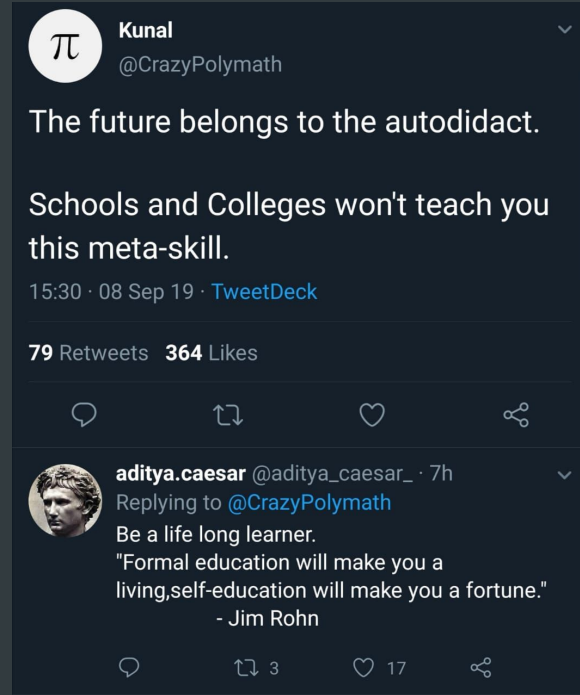 π
Kunal
@CrazyPolymath
The future belongs to the autodidact.
Schools and Colleges won't teach you
this meta-skill.
15:30 · 08 Sep 19 · TweetDeck
79 Retweets 364 Likes
aditya.caesar @aditya_caesar_ · 7h
Replying to @CrazyPolymath
Be a life long learner.
"Formal education will make you a
living,self-education will make you a fortune."
- Jim Rohn
3 17